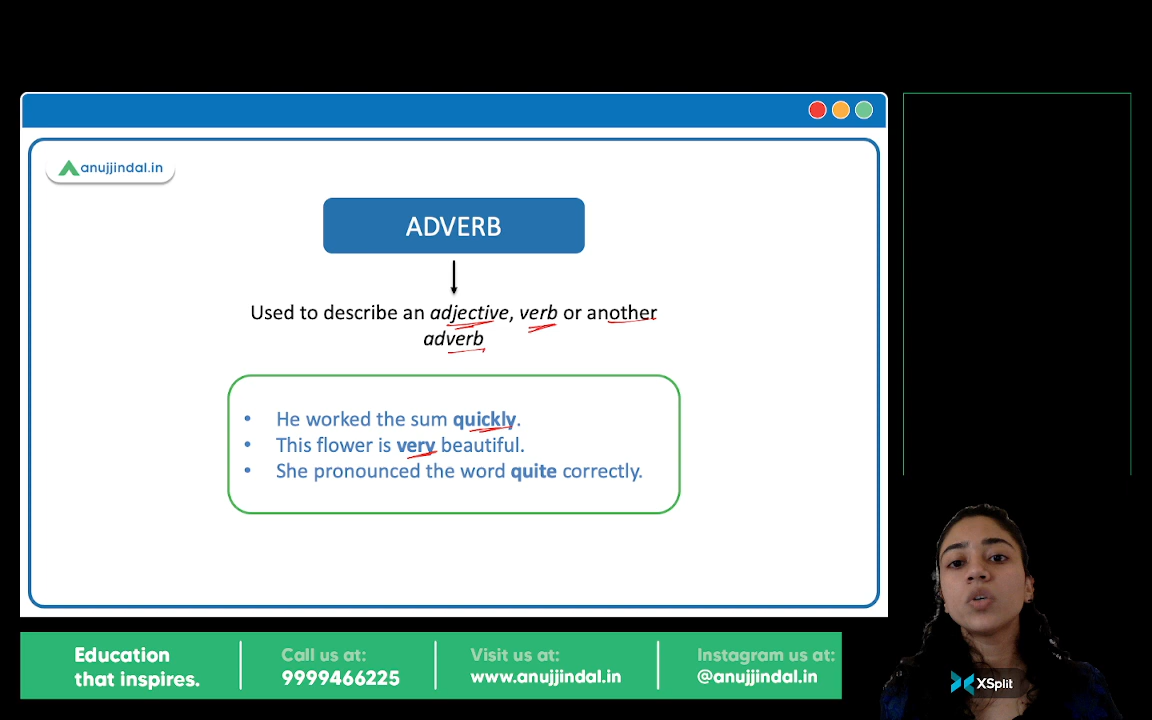 anujjindal.in
ADVERB
Used to describe an adjective, verb or another
adverb
• He worked the sum quickly.
• This flower is very beautiful.
• She pronounced the word quite correctly.
Education
that inspires.
Call us at:
9999466225
Visit us at:
www.anujjindal.in
Instagram us at:
@anujjindal.in
XSplit